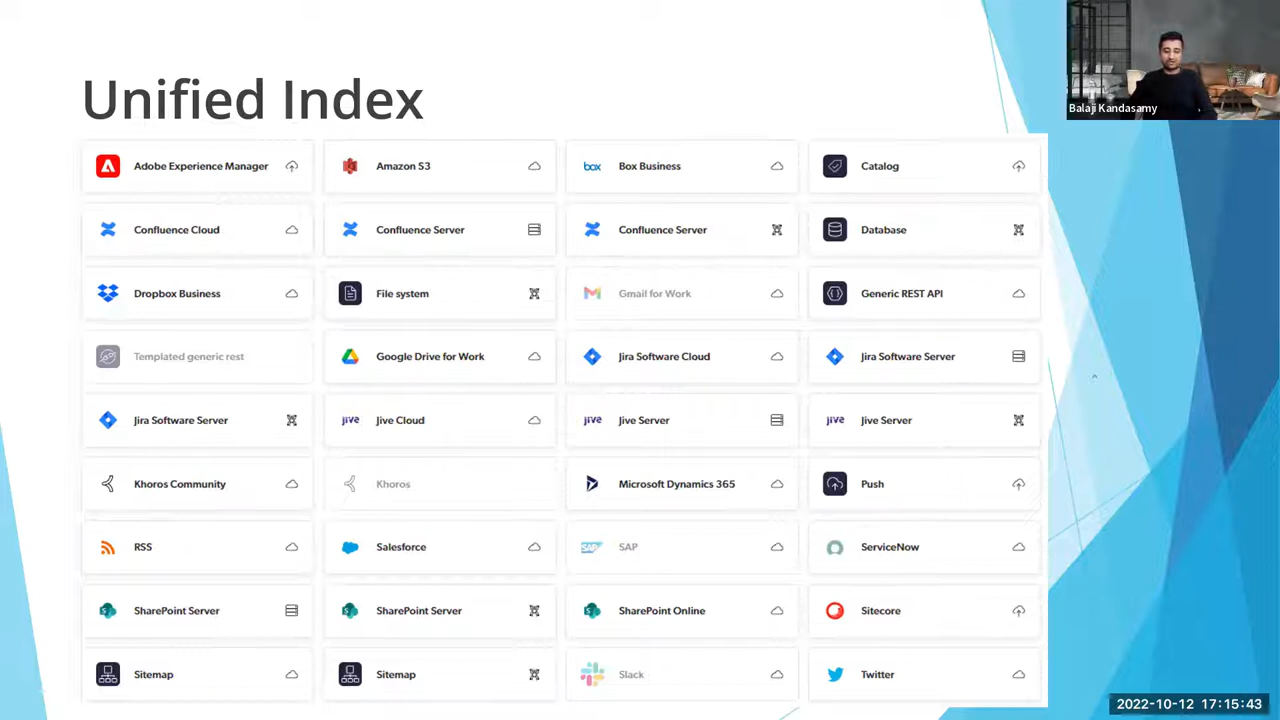 Unified Index
Balaji Kandasamy
Adobe Experience Manager
Amazon S3
box
Box Business
Catalog
Confluence Cloud
Confluence Server
Confluence Server
Database
Dropbox Business
File system
Gmail for Work
Generic REST API
Templated generic rest
Google Drive for Work
Jira Software Cloud
Jira Software Server
Jira Software Server
jive
Jive Cloud
jive
Jive Server
jive
Jive Server
Khoros Community
Khoros
Microsoft Dynamics 365
Push
RSS
Salesforce
SAP
SAP
ServiceNow
SharePoint Server
SharePoint Server
SharePoint Online
Sitecore
Sitemap
Sitemap
Slack
Twitter
2022-10-12 17:15:43